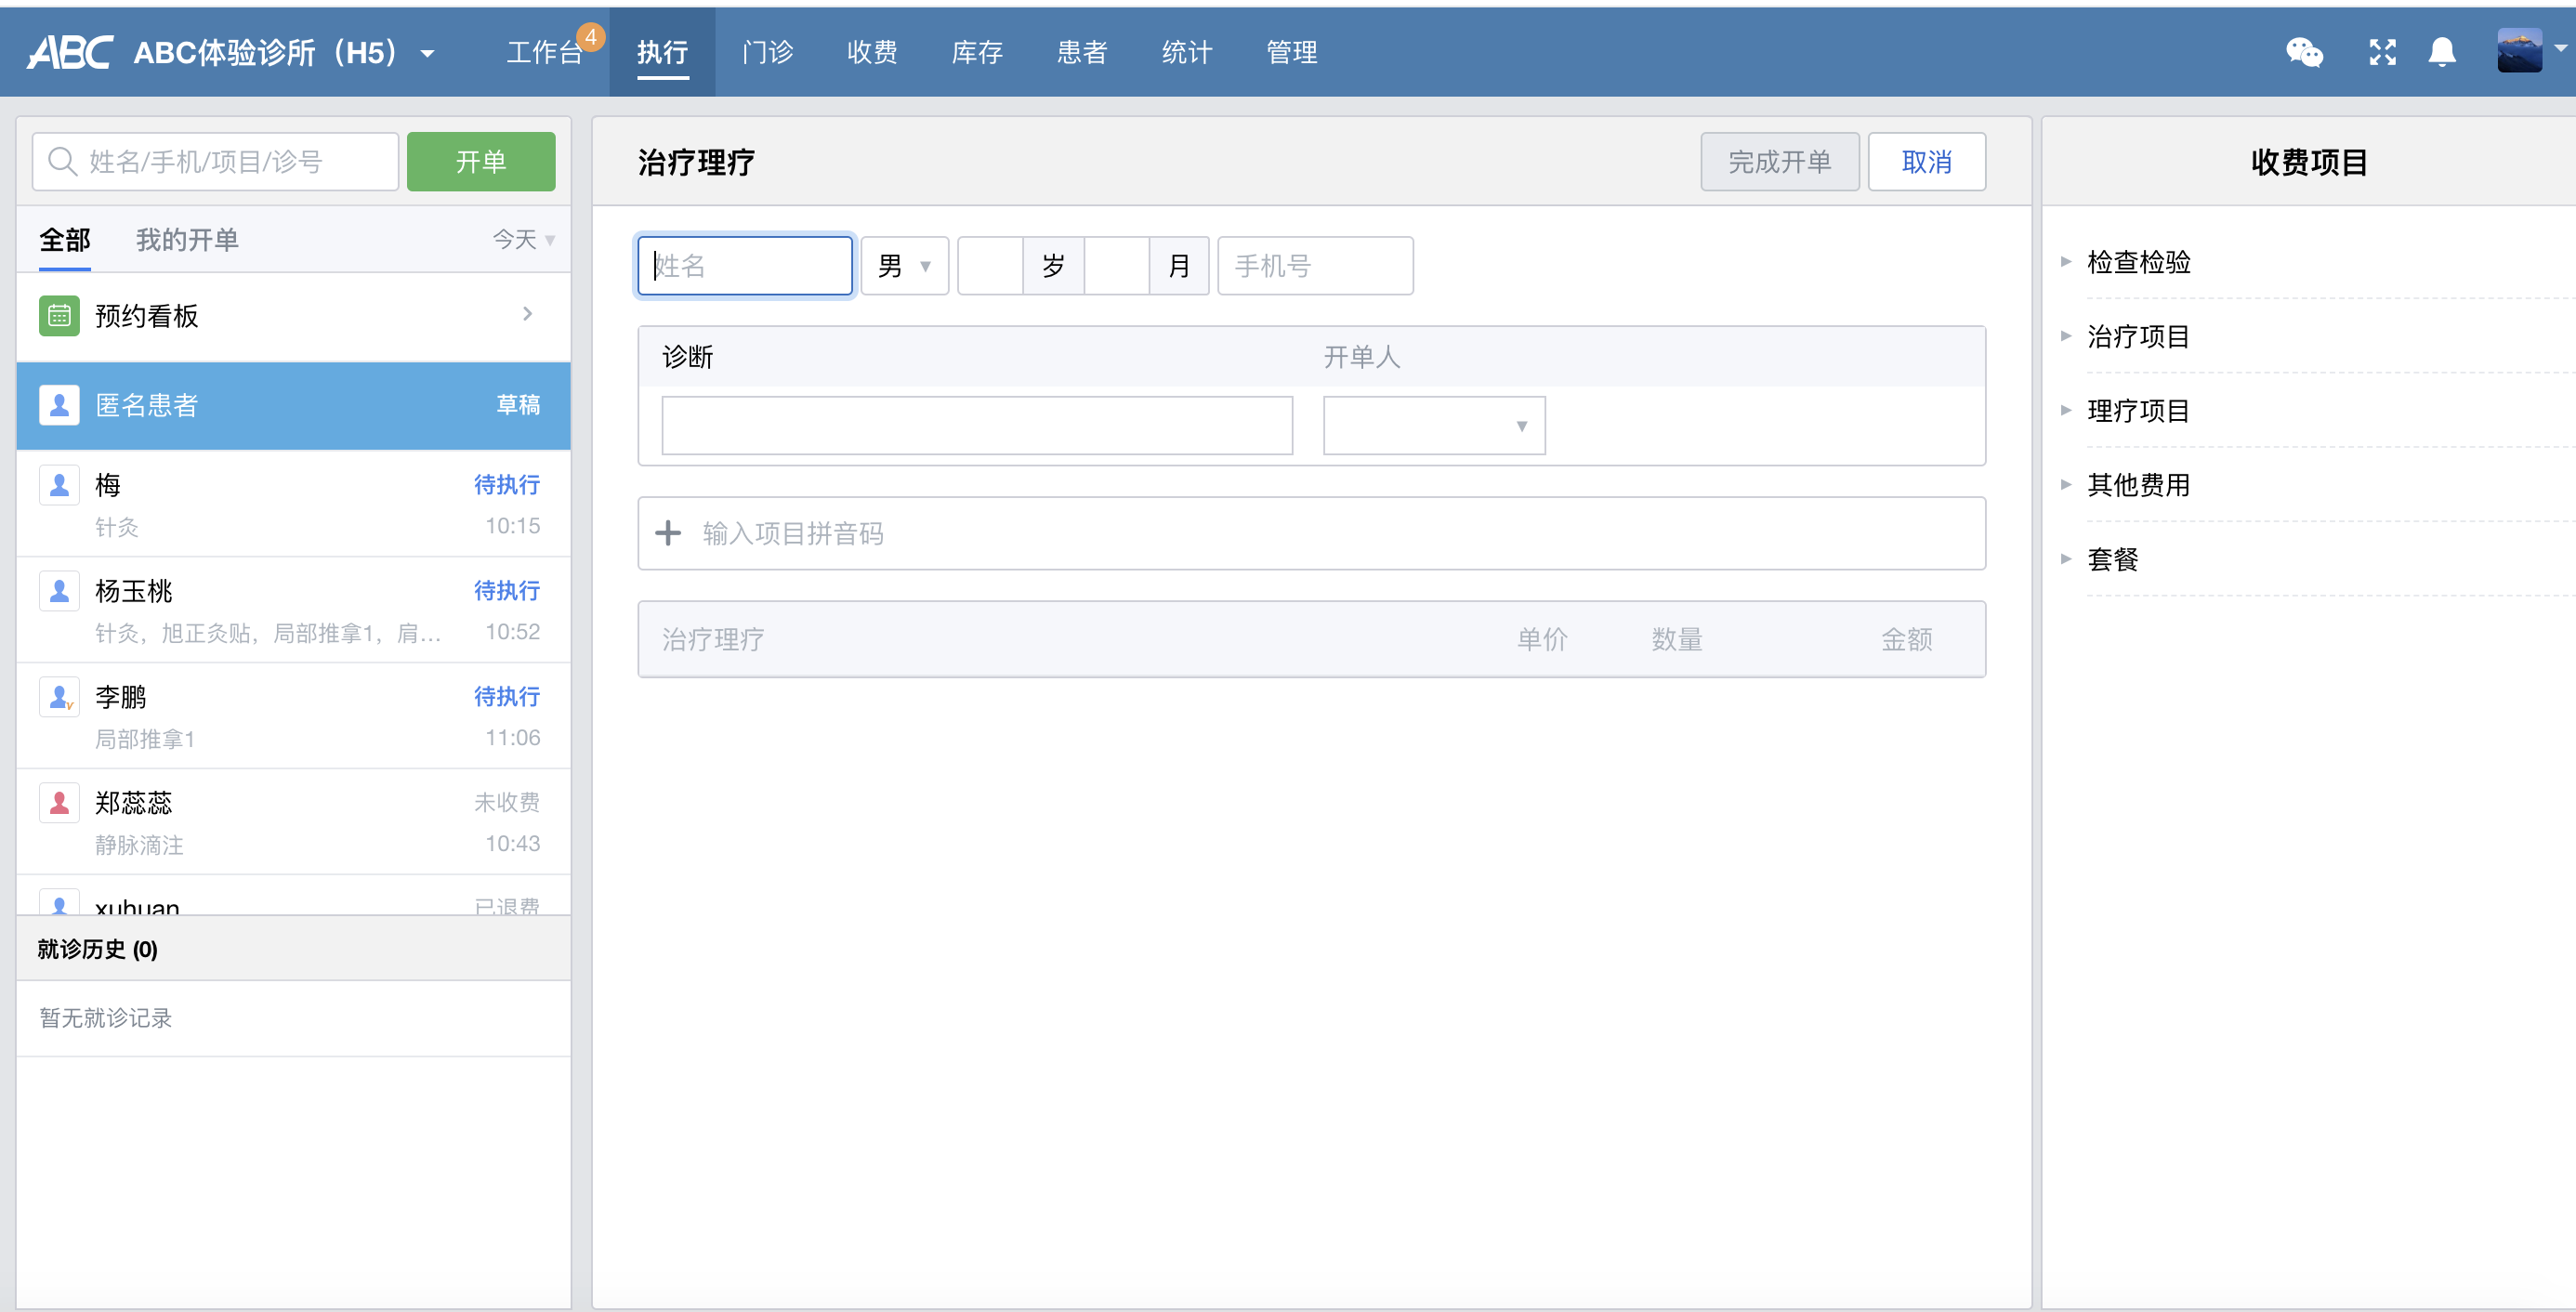 ABC ABC体验诊所（H5） 工作台 4 执行 门诊 收费 库存 患者 统计 管理
姓名/手机/项目/诊号 开单
全部 我的开单 今天
预约看板
匿名患者 草稿
梅 待执行
针灸 10:15
杨玉桃 待执行
针灸，旭正灸贴，局部推拿1，肩... 10:52
李鹏 待执行
局部推拿1 11:06
郑蕊蕊 未收费
静脉滴注 10:43
xuhuan 已退费
就诊历史 (0)
暂无就诊记录
治疗理疗 完成开单 取消
姓名 男 岁 月 手机号
诊断 开单人
输入项目拼音码
治疗理疗 单价 数量 金额
收费项目
检查检验
治疗项目
理疗项目
其他费用
套餐